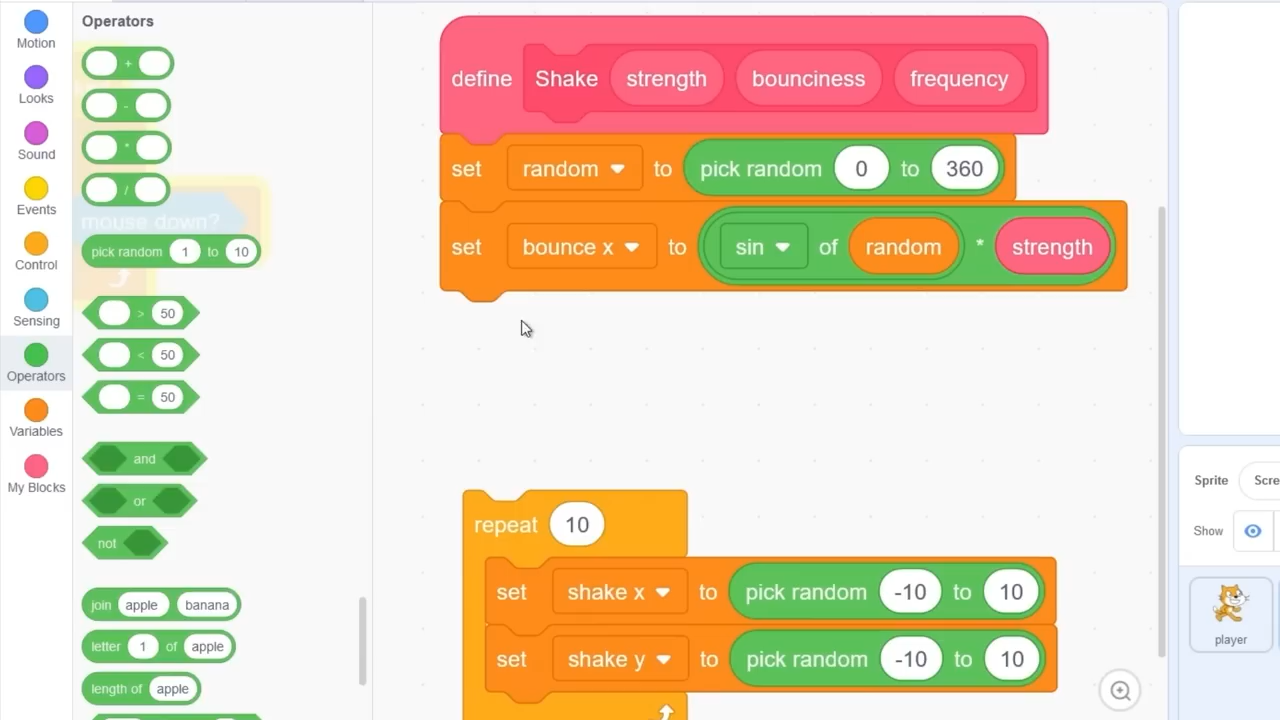 Motion
Looks
Sound
Events
Control
Sensing
Operators
Variables
My Blocks
Operators
+
-
*
/
mouse down?
pick random 1 to 10
> 50
< 50
= 50
and
or
not
join apple banana
letter 1 of apple
length of apple
define Shake strength bounciness frequency
set random to pick random 0 to 360
set bounce x to sin of random * strength
repeat 10
set shake x to pick random -10 to 10
set shake y to pick random -10 to 10
Sprite Scre
Show
player